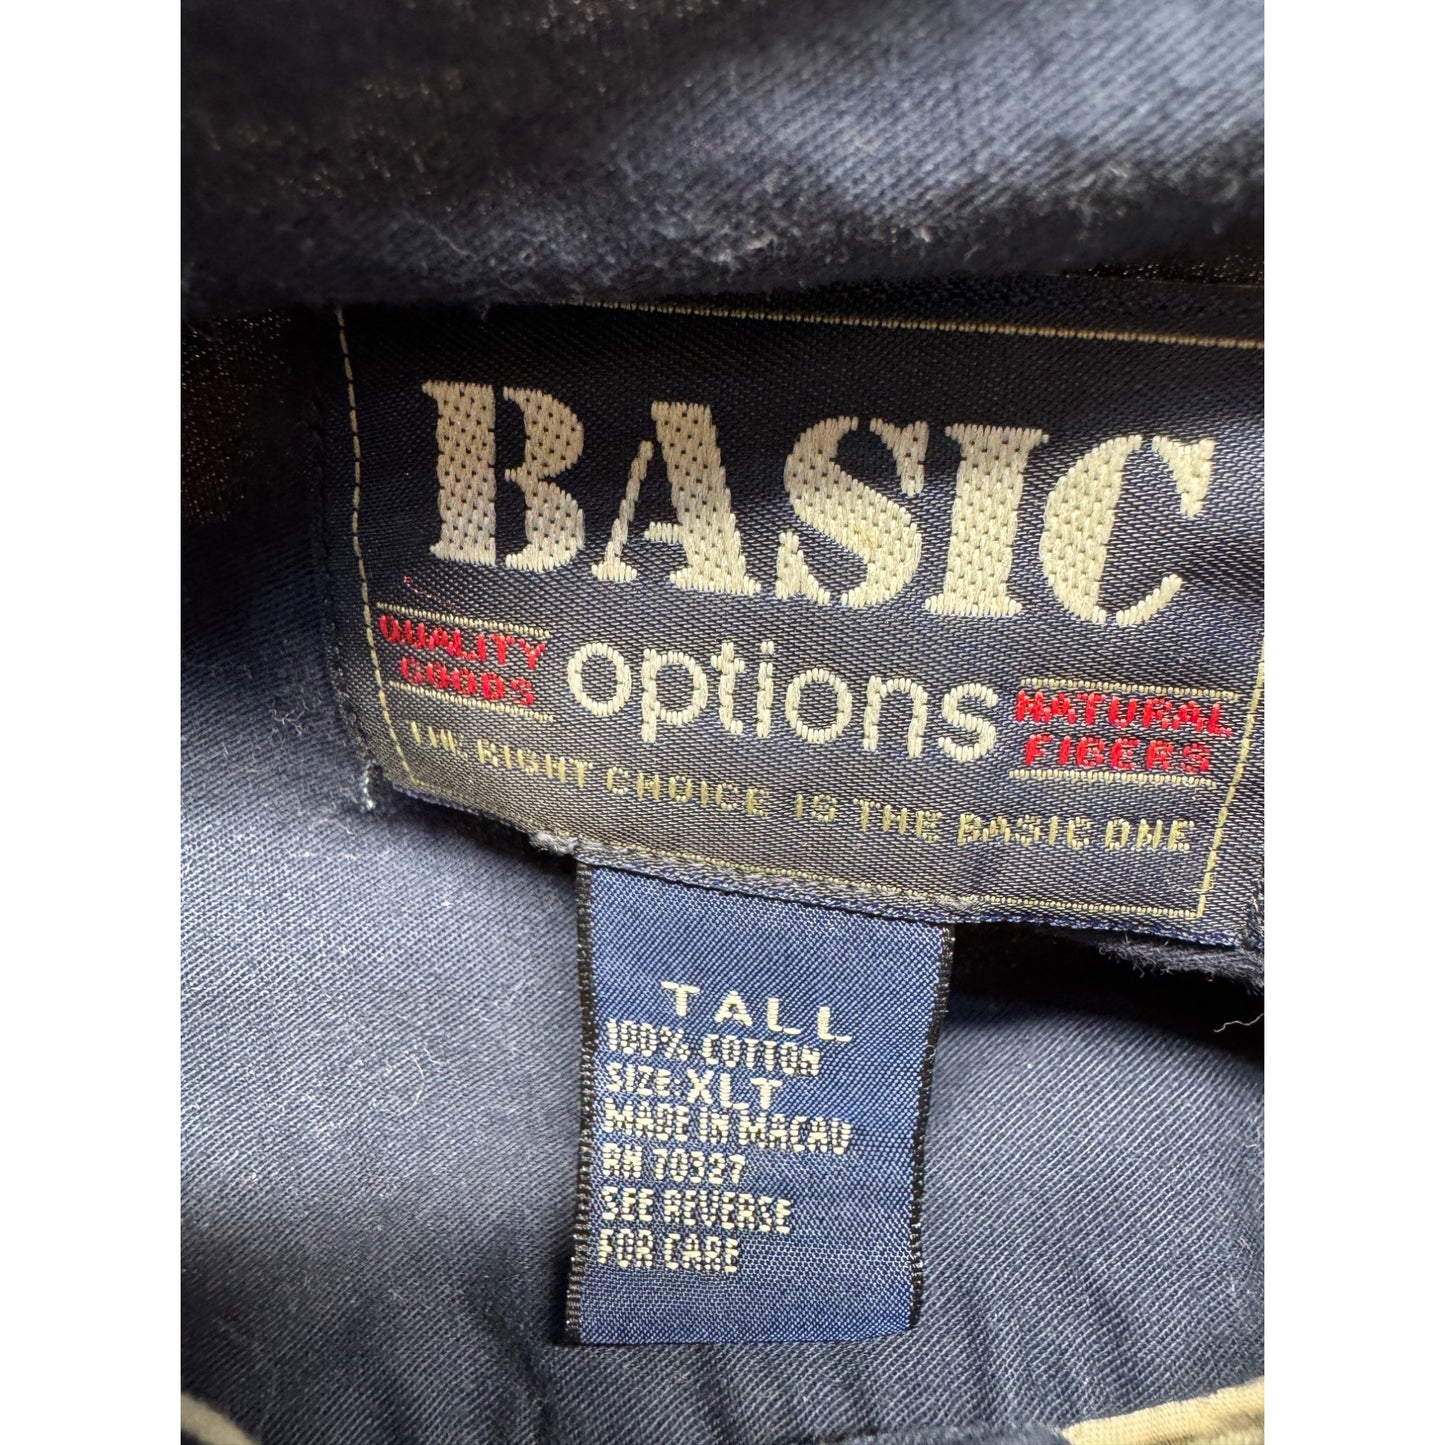 BASIC
QUALITY
GOODS
options
NATURAL
FIBERS
THE RIGHT CHOICE IS THE BASIC ONE
TALL
100% COTTON
SIZE:XLT
MADE IN MACAU
RN 70327
SEE REVERSE
FOR CARE